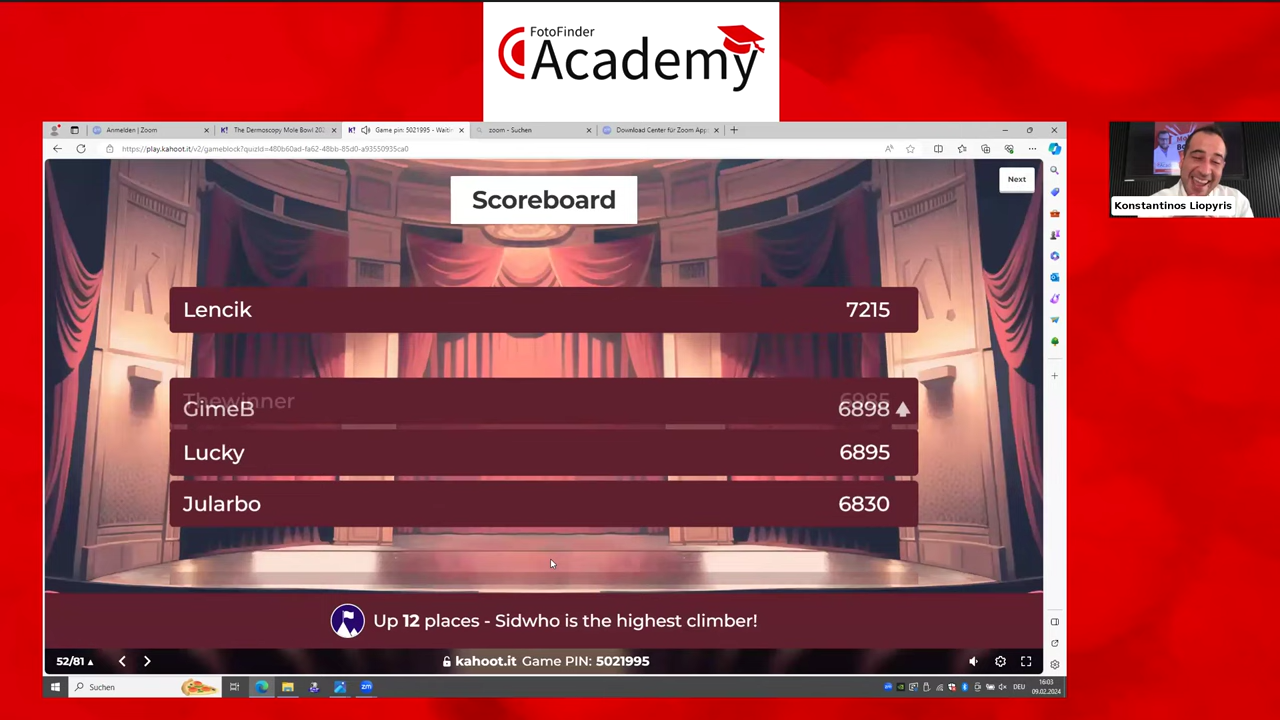 FotoFinder
Academy
Anmelden | Zoom
The Dermoscopy Mole Bowl 202
Game pin: 5021995 - Waitin
zoom - Suchen
Download Center für Zoom App
https://play.kahoot.it/v2/gameblock?quizId=480b60ad-fa62-48bb-85d0-a93550935ca0
Scoreboard
Next
Konstantinos Liopyris
Lencik 7215
Thewinner 6985
GimeB 6898
Lucky 6895
Jularbo 6830
Up 12 places - Sidwho is the highest climber!
52/81
kahoot.it Game PIN: 5021995
Suchen
zm
DEU
16:03
09.02.2024